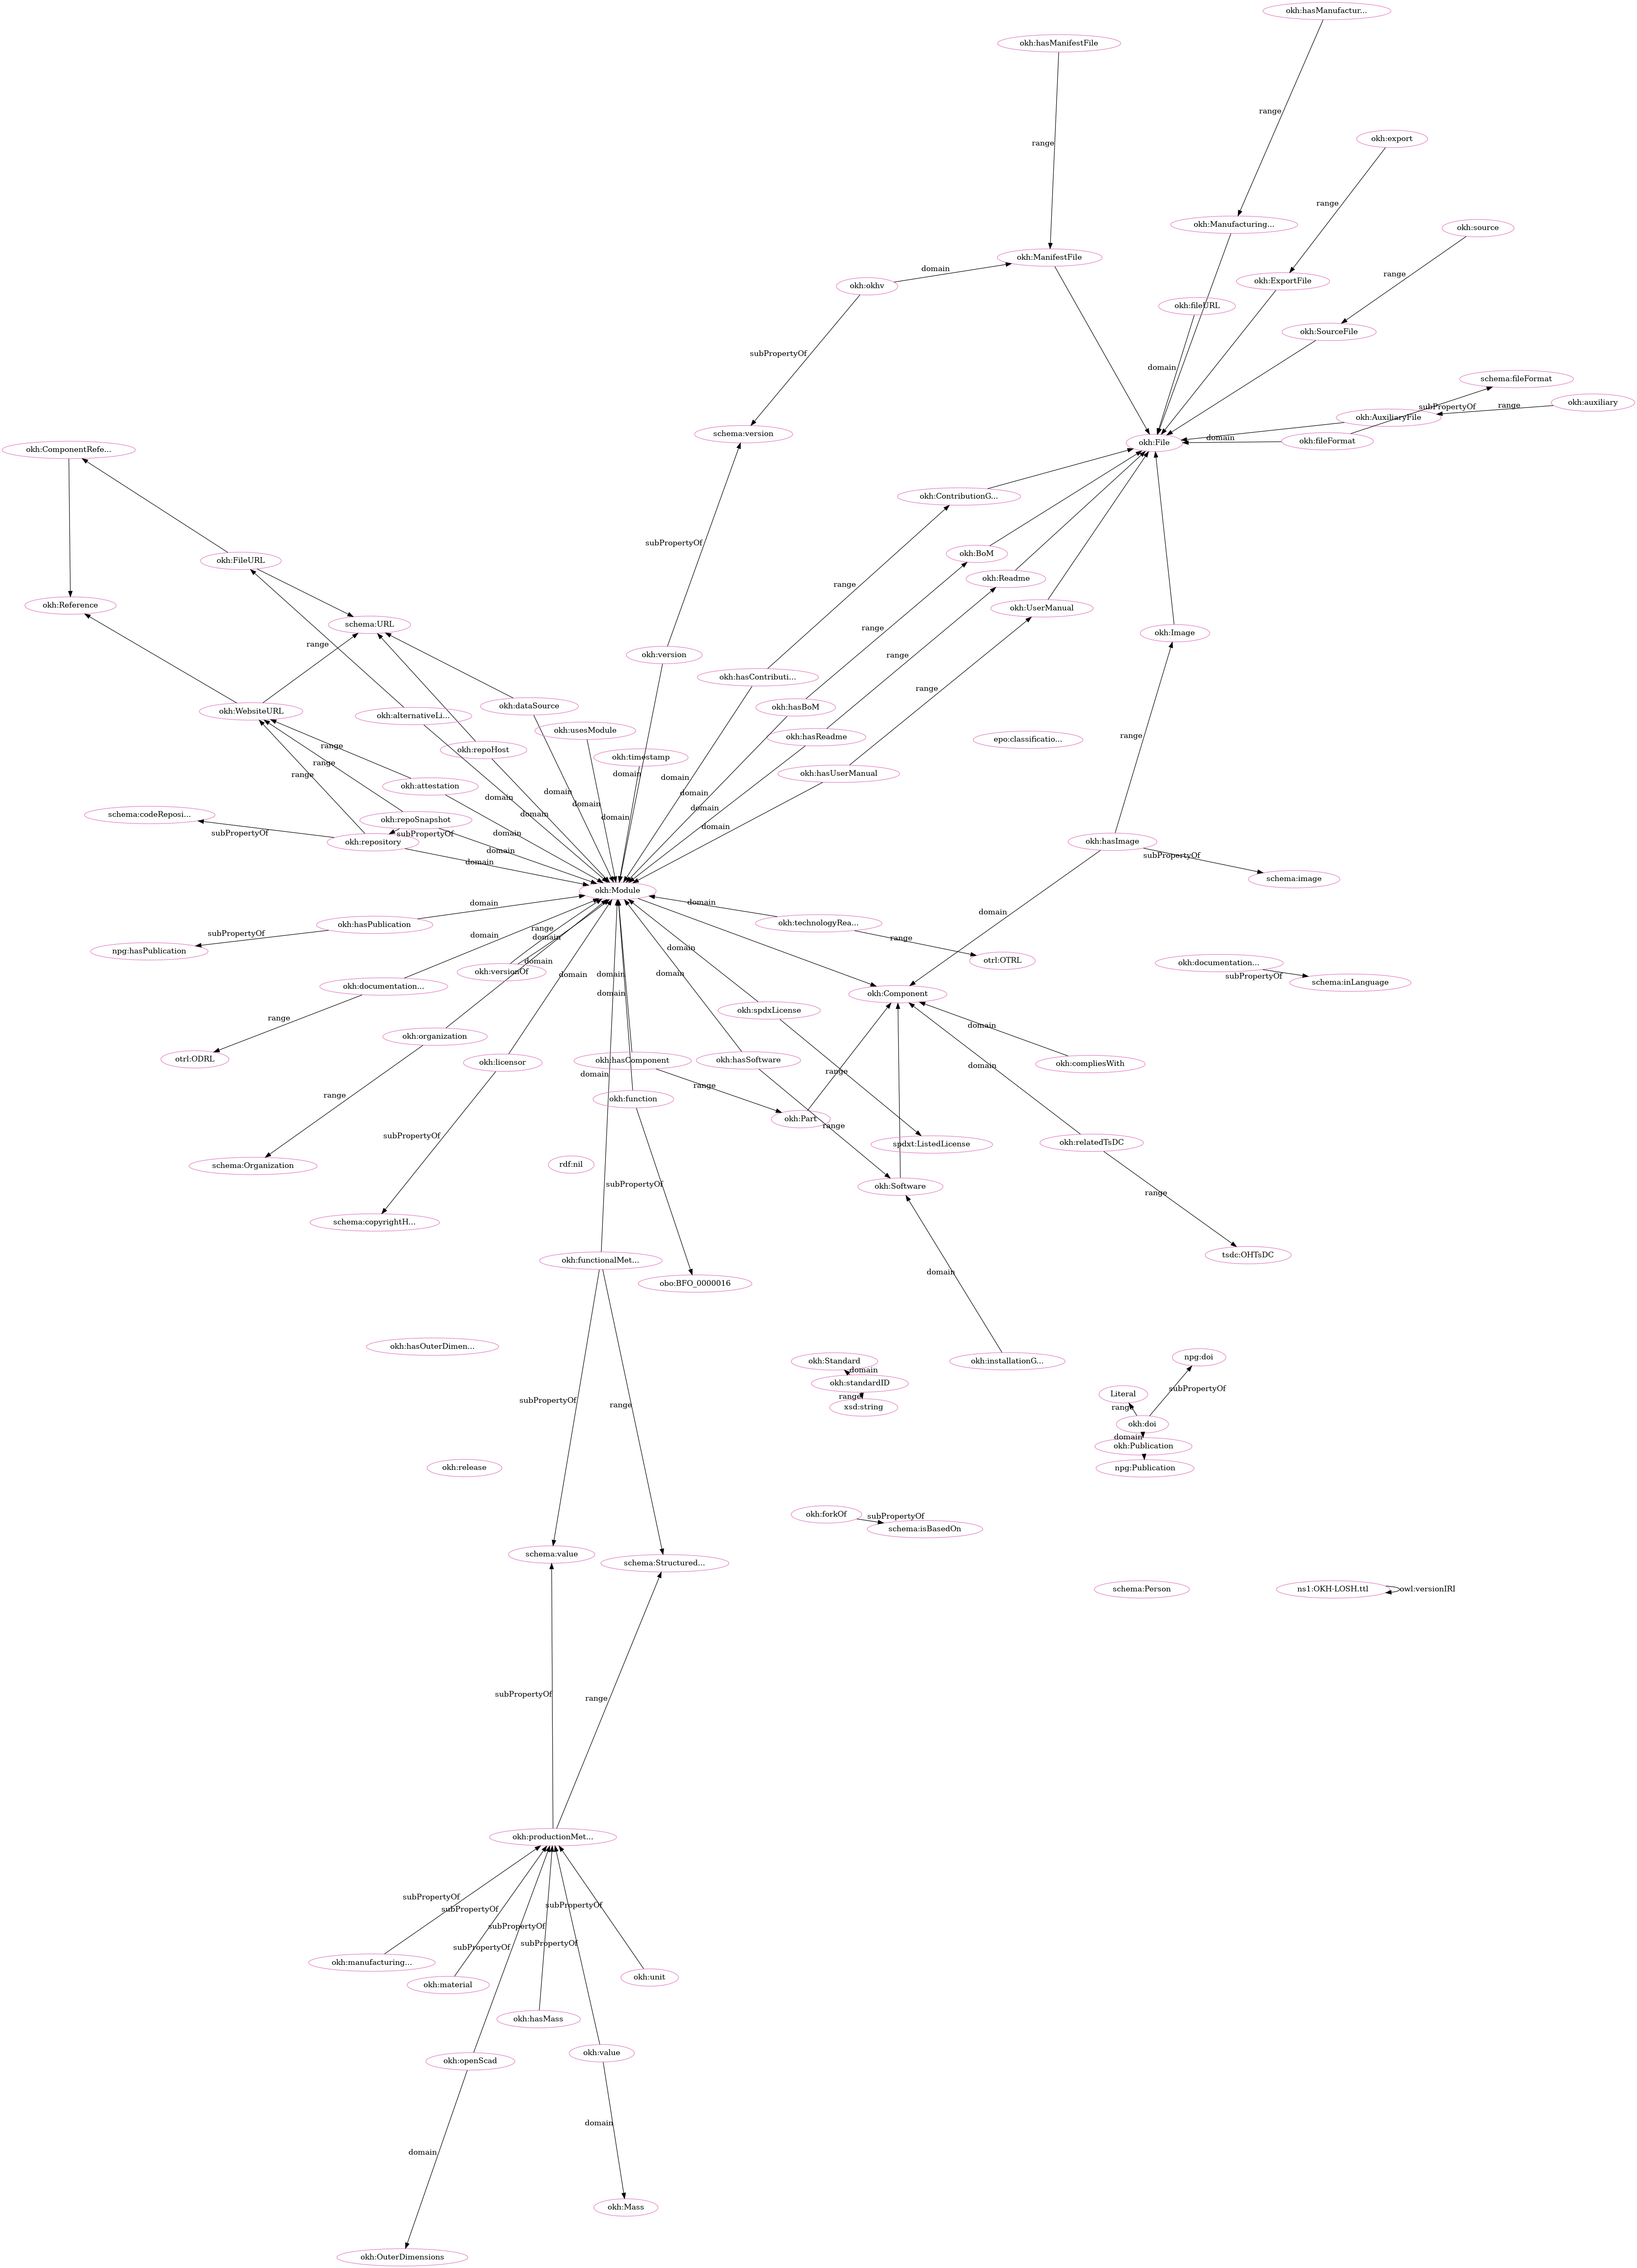 okh:hasManufactur...
okh:hasManifestFile
range
okh:export
range
range
okh:Manufacturing...
okh:source
okh:ManifestFile
domain
range
okh:okhv
okh:ExportFile
okh:fileURL
okh:SourceFile
subPropertyOf
domain
schema:fileFormat
okh:auxiliary
range
subPropertyOf
okh:AuxiliaryFile
schema:version
domain
okh:fileFormat
okh:File
okh:ComponentRefe...
okh:ContributionG...
subPropertyOf
okh:BoM
okh:FileURL
okh:Readme
range
okh:Reference
okh:UserManual
schema:URL
range
okh:Image
range
okh:version
range
okh:hasContributi...
range
okh:dataSource
okh:hasBoM
okh:WebsiteURL
okh:alternativeLi...
okh:usesModule
okh:hasReadme
range
epo:classificatio...
range
okh:repoHost
okh:timestamp
range
domain
okh:hasUserManual
range
domain
okh:attestation
domain
domain
domain
domain
domain
schema:codeReposi...
domain
domain
okh:repoSnapshot
domain
subPropertyOf
domain
subPropertyOf
okh:repository
okh:hasImage
domain
subPropertyOf
domain
schema:image
okh:Module
domain
domain
domain
okh:hasPublication
okh:technologyRea...
range
subPropertyOf
domain
domain
range
npg:hasPublication
domain
otrl:OTRL
domain
okh:documentation...
okh:versionOf
domain
domain
domain
subPropertyOf
okh:documentation...
schema:inLanguage
domain
okh:Component
okh:spdxLicense
range
domain
okh:organization
otrl:ODRL
okh:licensor
okh:hasComponent
okh:hasSoftware
okh:compliesWith
domain
domain
range
range
range
okh:function
okh:Part
range
subPropertyOf
spdxt:ListedLicense
okh:relatedTsDC
schema:Organization
rdf:nil
subPropertyOf
okh:Software
range
schema:copyrightH...
tsdc:OHTsDC
okh:functionalMet...
domain
obo:BFO_0000016
okh:hasOuterDimen...
okh:Standard
okh:installationG...
npg:doi
domain
okh:standardID
subPropertyOf
Literal
range
subPropertyOf
range
xsd:string
range
okh:doi
domain
okh:Publication
okh:release
npg:Publication
okh:forkOf
subPropertyOf
schema:isBasedOn
schema:value
schema:Structured...
schema:Person
ns1:OKH-LOSH.ttl
owl:versionIRI
subPropertyOf
range
okh:productionMet...
subPropertyOf
subPropertyOf
subPropertyOf
subPropertyOf
subPropertyOf
subPropertyOf
okh:manufacturing...
okh:material
okh:unit
okh:hasMass
okh:openScad
okh:value
domain
domain
okh:Mass
okh:OuterDimensions